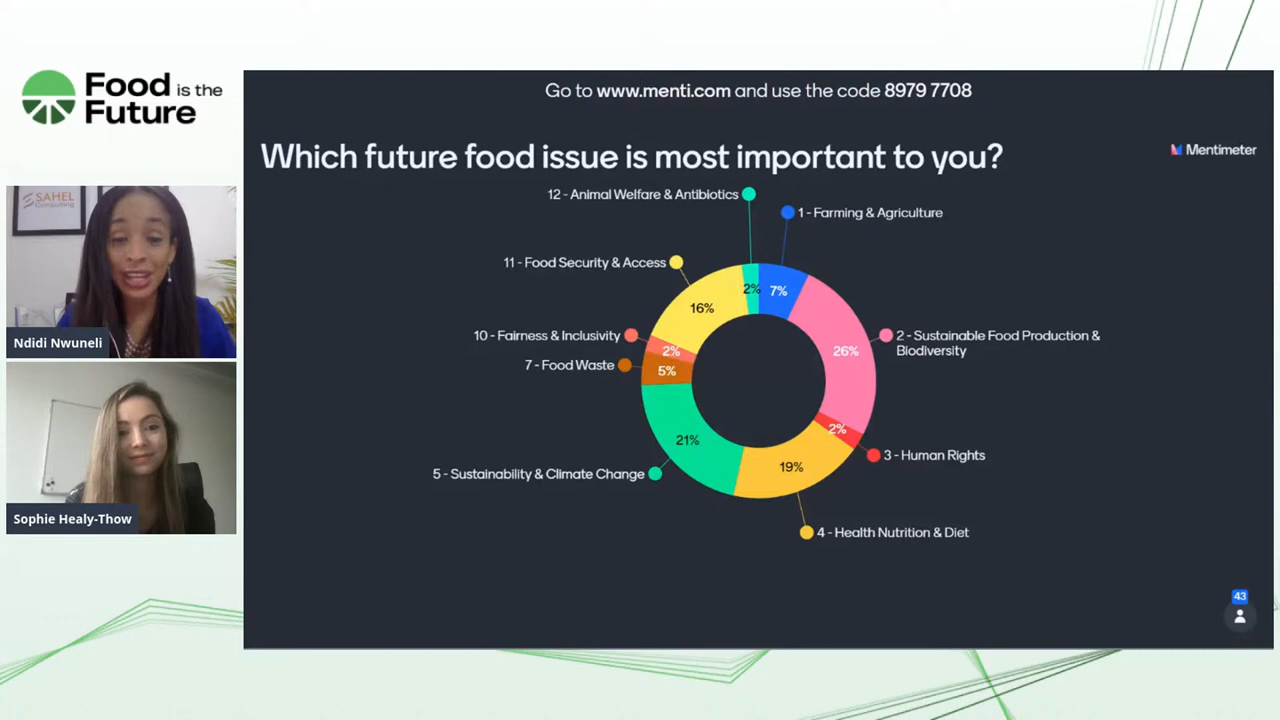 Food is the
Future
SAHEL
Consulting
Ndidi Nwuneli
Sophie Healy-Thow
Go to www.menti.com and use the code 8979 7708
Which future food issue is most important to you?
Mentimeter
12 - Animal Welfare & Antibiotics
1 - Farming & Agriculture
11 - Food Security & Access
2%
7%
16%
10 - Fairness & Inclusivity
2%
26%
2 - Sustainable Food Production &
Biodiversity
7 - Food Waste
5%
2%
3 - Human Rights
21%
19%
5 - Sustainability & Climate Change
4 - Health Nutrition & Diet
43